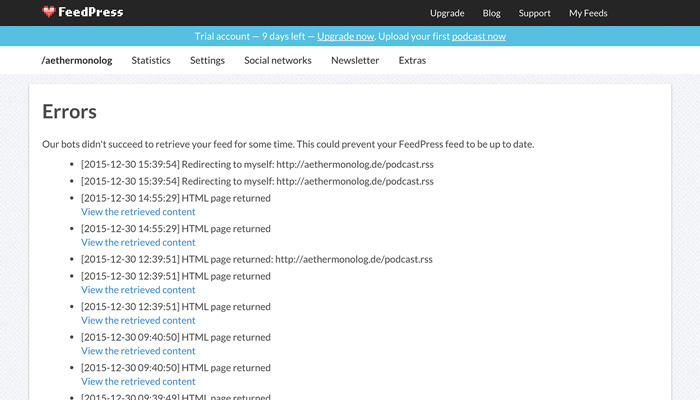 FeedPress
Upgrade Blog Support My Feeds
Trial account — 9 days left — Upgrade now. Upload your first podcast now
/aethermonolog Statistics Settings Social networks Newsletter Extras
Errors
Our bots didn't succeed to retrieve your feed for some time. This could prevent your FeedPress feed to be up to date.
[2015-12-30 15:39:54] Redirecting to myself: http://aethermonolog.de/podcast.rss
[2015-12-30 15:39:54] Redirecting to myself: http://aethermonolog.de/podcast.rss
[2015-12-30 14:55:29] HTML page returned
View the retrieved content
[2015-12-30 14:55:29] HTML page returned
View the retrieved content
[2015-12-30 12:39:51] HTML page returned: http://aethermonolog.de/podcast.rss
[2015-12-30 12:39:51] HTML page returned
View the retrieved content
[2015-12-30 12:39:51] HTML page returned
View the retrieved content
[2015-12-30 09:40:50] HTML page returned
View the retrieved content
[2015-12-30 09:40:50] HTML page returned
View the retrieved content
[2015-12-30 09:39:49] HTML page returned